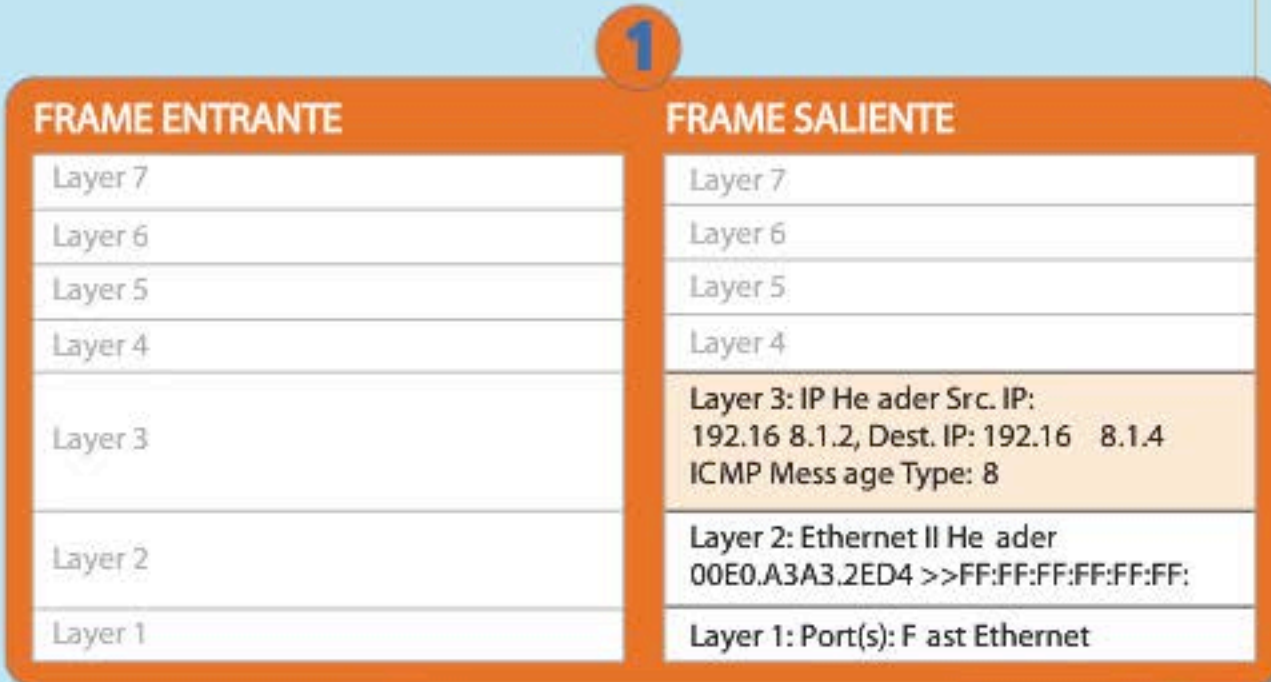 1
FRAME ENTRANTE
Layer 7
Layer 6
Layer 5
Layer 4
Layer 3
Layer 2
Layer 1
FRAME SALIENTE
Layer 7
Layer 6
Layer 5
Layer 4
Layer 3: IP He ader Src. IP:
192.16 8.1.2, Dest. IP: 192.16 8.1.4
ICMP Mess age Type: 8
Layer 2: Ethernet II He ader
00E0.A3A3.2ED4 >>FF:FF:FF:FF:FF:FF:
Layer 1: Port(s): F ast Ethernet